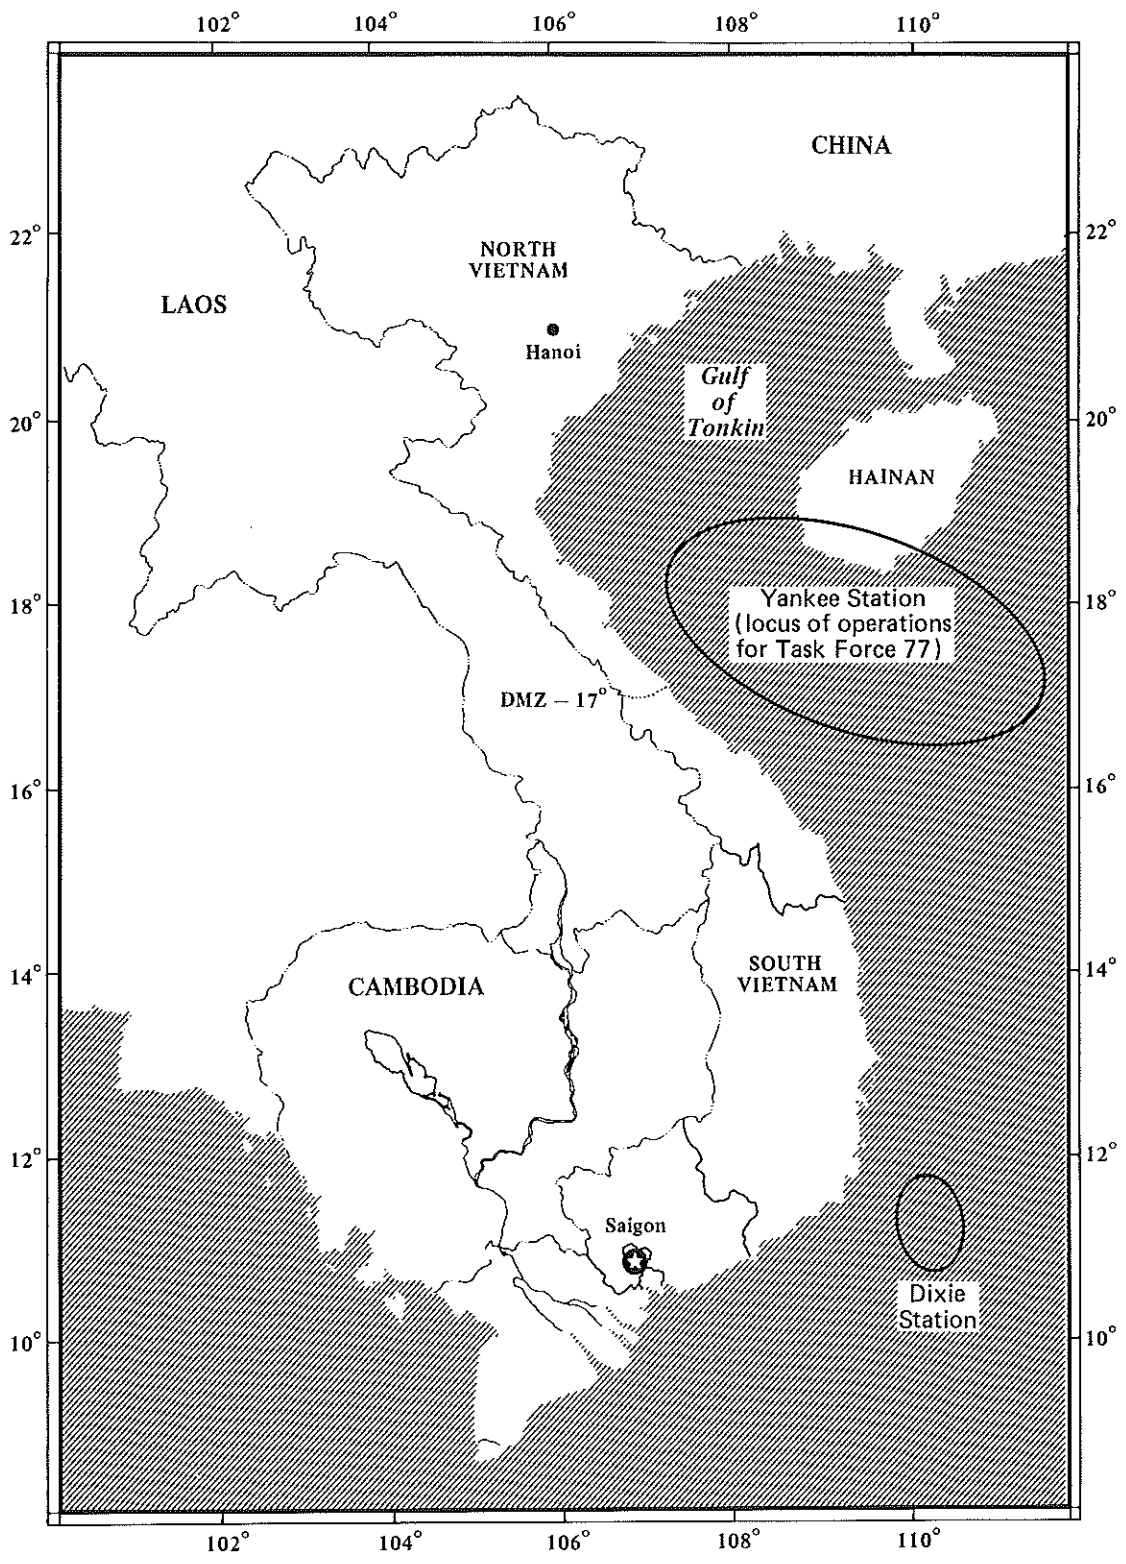 102° 104° 106° 108° 110°
CHINA
22° 22°
NORTH
VIETNAM
LAOS
Hanoi
Gulf
of
Tonkin
20° 20°
HAINAN
18° 18°
Yankee Station
(locus of operations
for Task Force 77)
DMZ – 17°
16° 16°
SOUTH
VIETNAM
14° 14°
CAMBODIA
12° 12°
Saigon
Dixie
Station
10° 10°
102° 104° 106° 108° 110°